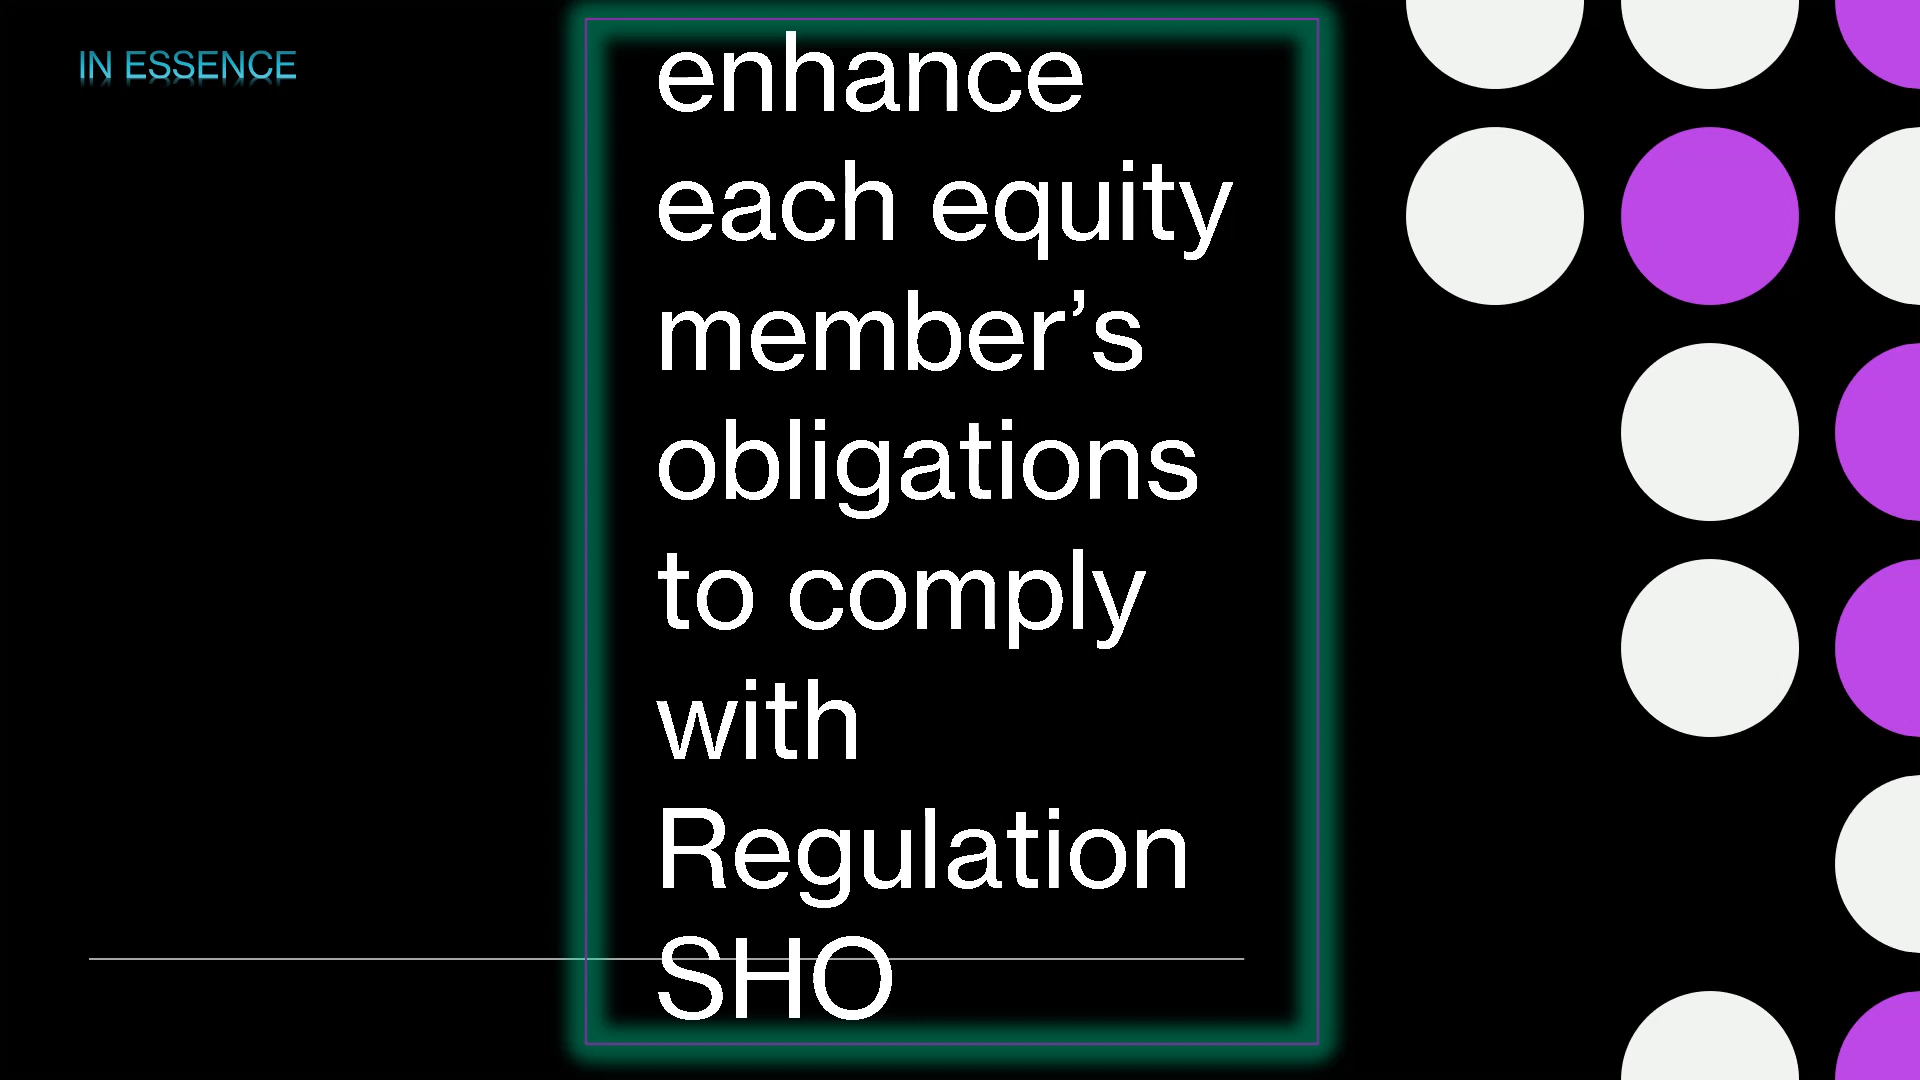 IN ESSENCE
enhance
each equity
member’s
obligations
to comply
with
Regulation
SHO